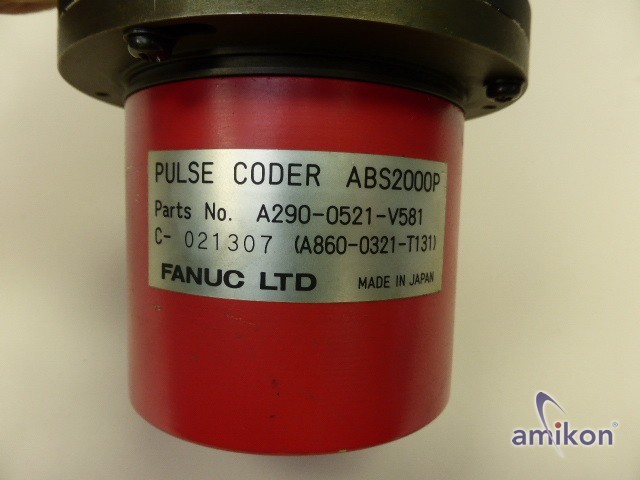 PULSE CODER ABS2000P
Parts No. A290-0521-V581
C- 021307 (A860-0321-T131)
FANUC LTD MADE IN JAPAN
amikon